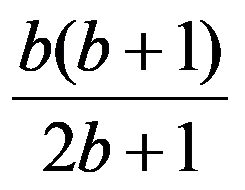 b(b + 1)
2b + 1